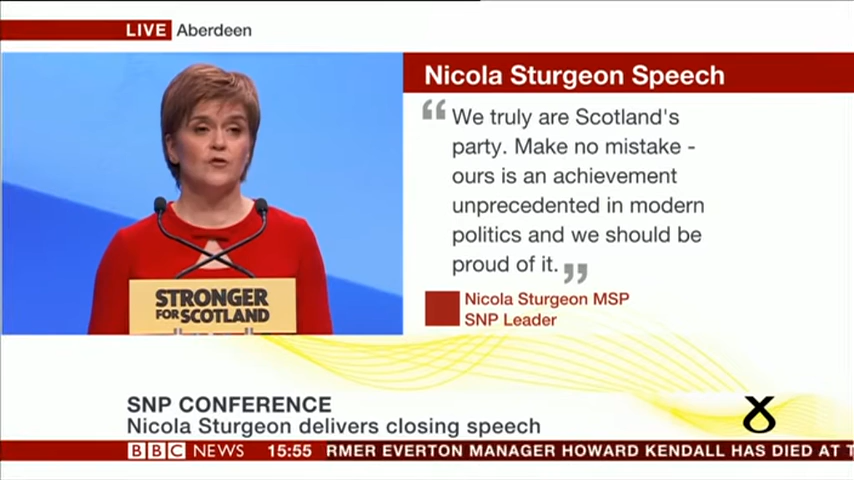 LIVE Aberdeen
Nicola Sturgeon Speech
“We truly are Scotland's
party. Make no mistake -
ours is an achievement
unprecedented in modern
politics and we should be
proud of it.”
Nicola Sturgeon MSP
SNP Leader
STRONGER
FOR SCOTLAND
SNP CONFERENCE
Nicola Sturgeon delivers closing speech
BBC NEWS 15:55 RMER EVERTON MANAGER HOWARD KENDALL HAS DIED AT T